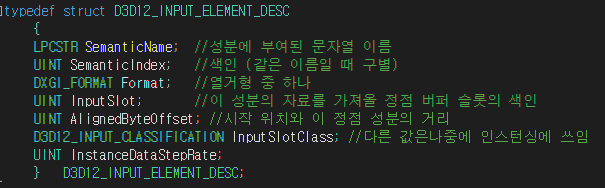 typedef struct D3D12_INPUT_ELEMENT_DESC
{
LPCSTR SemanticName; //성분에 부여된 문자열 이름
UINT SemanticIndex; //색인 (같은 이름일 때 구별)
DXGI_FORMAT Format; //열거형 중 하나
UINT InputSlot; //이 성분의 자료를 가져올 정점 버퍼 슬롯의 색인
UINT AlignedByteOffset; //시작 위치와 이 정점 성분의 거리
D3D12_INPUT_CLASSIFICATION InputSlotClass; //다른 값은나중에 인스턴싱에 쓰임
UINT InstanceDataStepRate;
} D3D12_INPUT_ELEMENT_DESC;